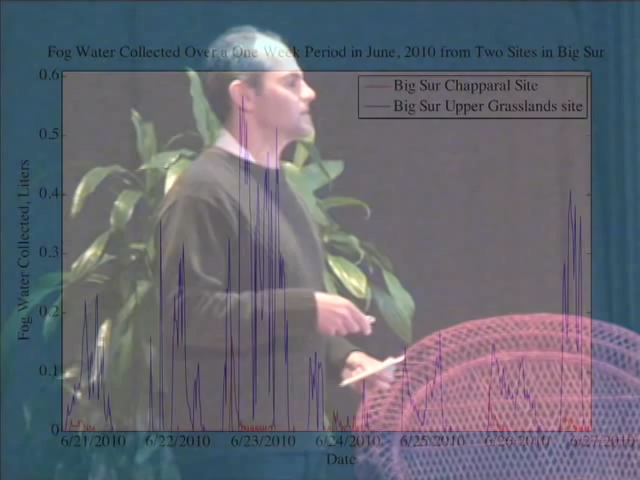 Fog Water Collected Over a One Week Period in June, 2010 from Two Sites in Big Sur
0.6
Big Sur Chapparal Site
Big Sur Upper Grasslands site
0.5
0.4
0.3
0.2
0.1
0
Fog Water Collected, Liters
6/21/2010 6/22/2010 6/23/2010 6/24/2010 6/25/2010 6/26/2010 6/27/2010
Date